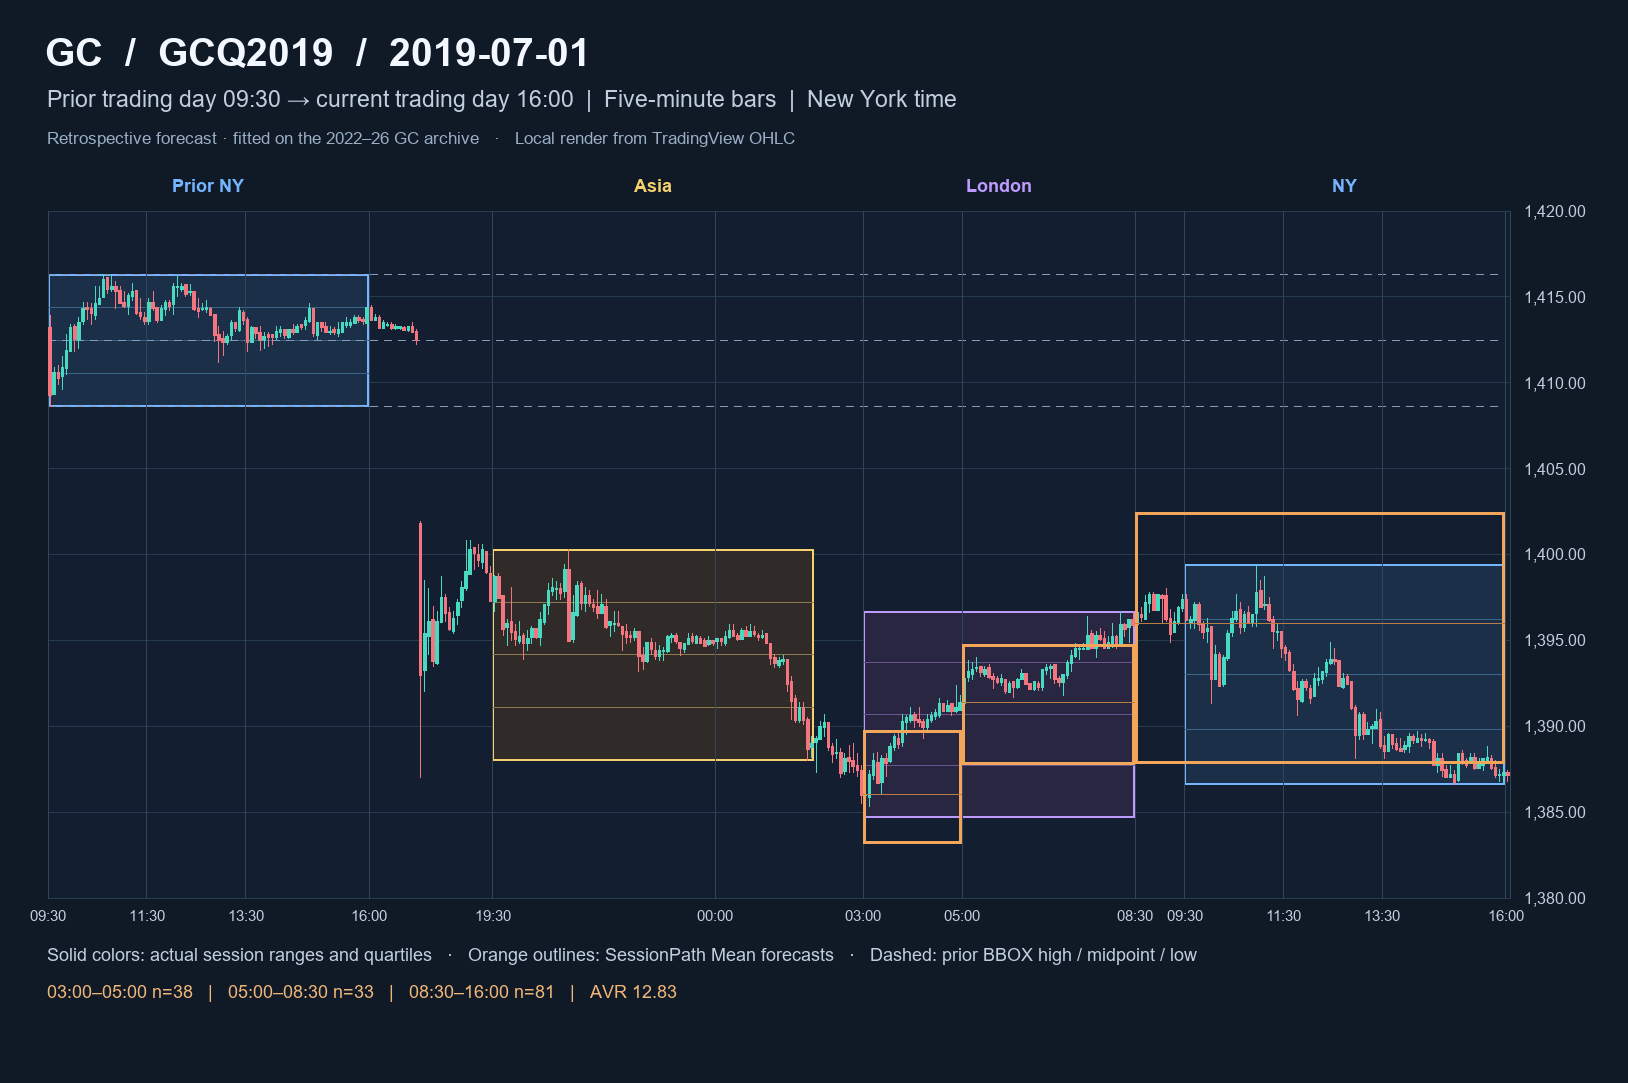 GC / GCQ2019 / 2019-07-01
Prior trading day 09:30 → current trading day 16:00 | Five-minute bars | New York time
Retrospective forecast · fitted on the 2022–26 GC archive · Local render from TradingView OHLC
Prior NY
Asia
London
NY
1,420.00
1,415.00
1,410.00
1,405.00
1,400.00
1,395.00
1,390.00
1,385.00
1,380.00
09:30 11:30 13:30 16:00 19:30 00:00 03:00 05:00 08:30 09:30 11:30 13:30 16:00
Solid colors: actual session ranges and quartiles · Orange outlines: SessionPath Mean forecasts · Dashed: prior BBOX high / midpoint / low
03:00–05:00 n=38 | 05:00–08:30 n=33 | 08:30–16:00 n=81 | AVR 12.83